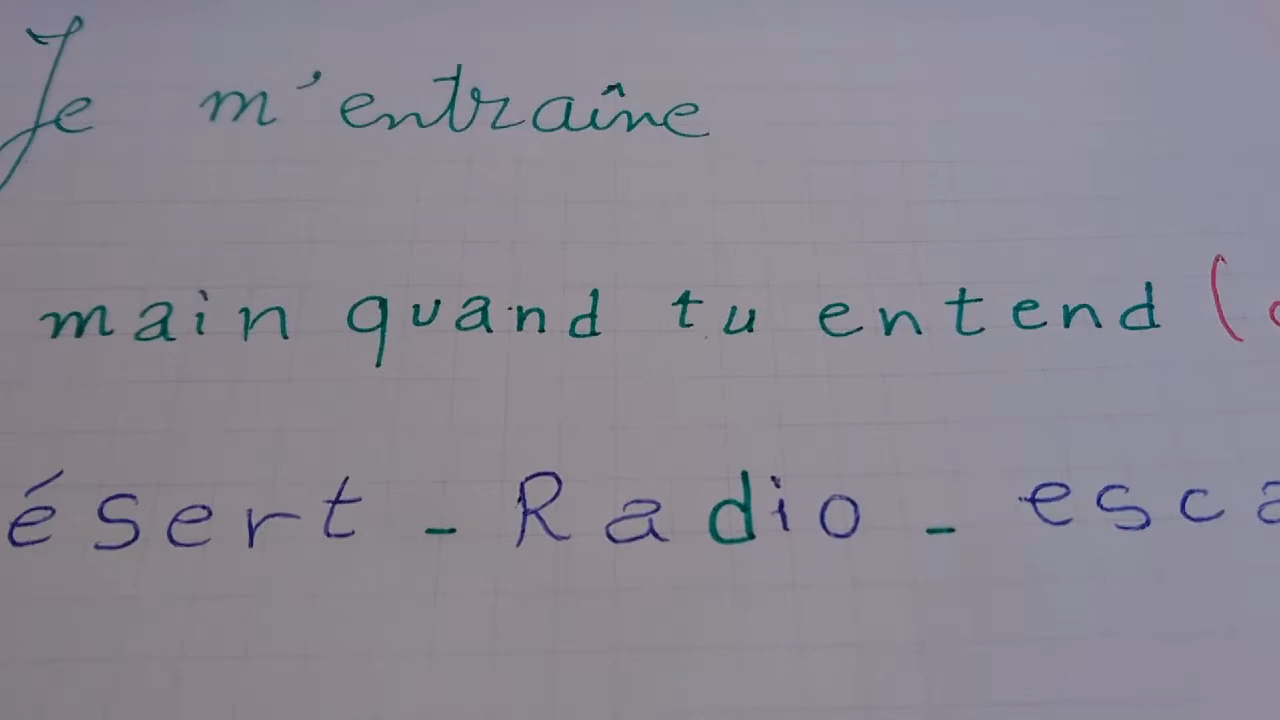 Je m'entraîne
main quand tu entend (
ésert - Radio - esca